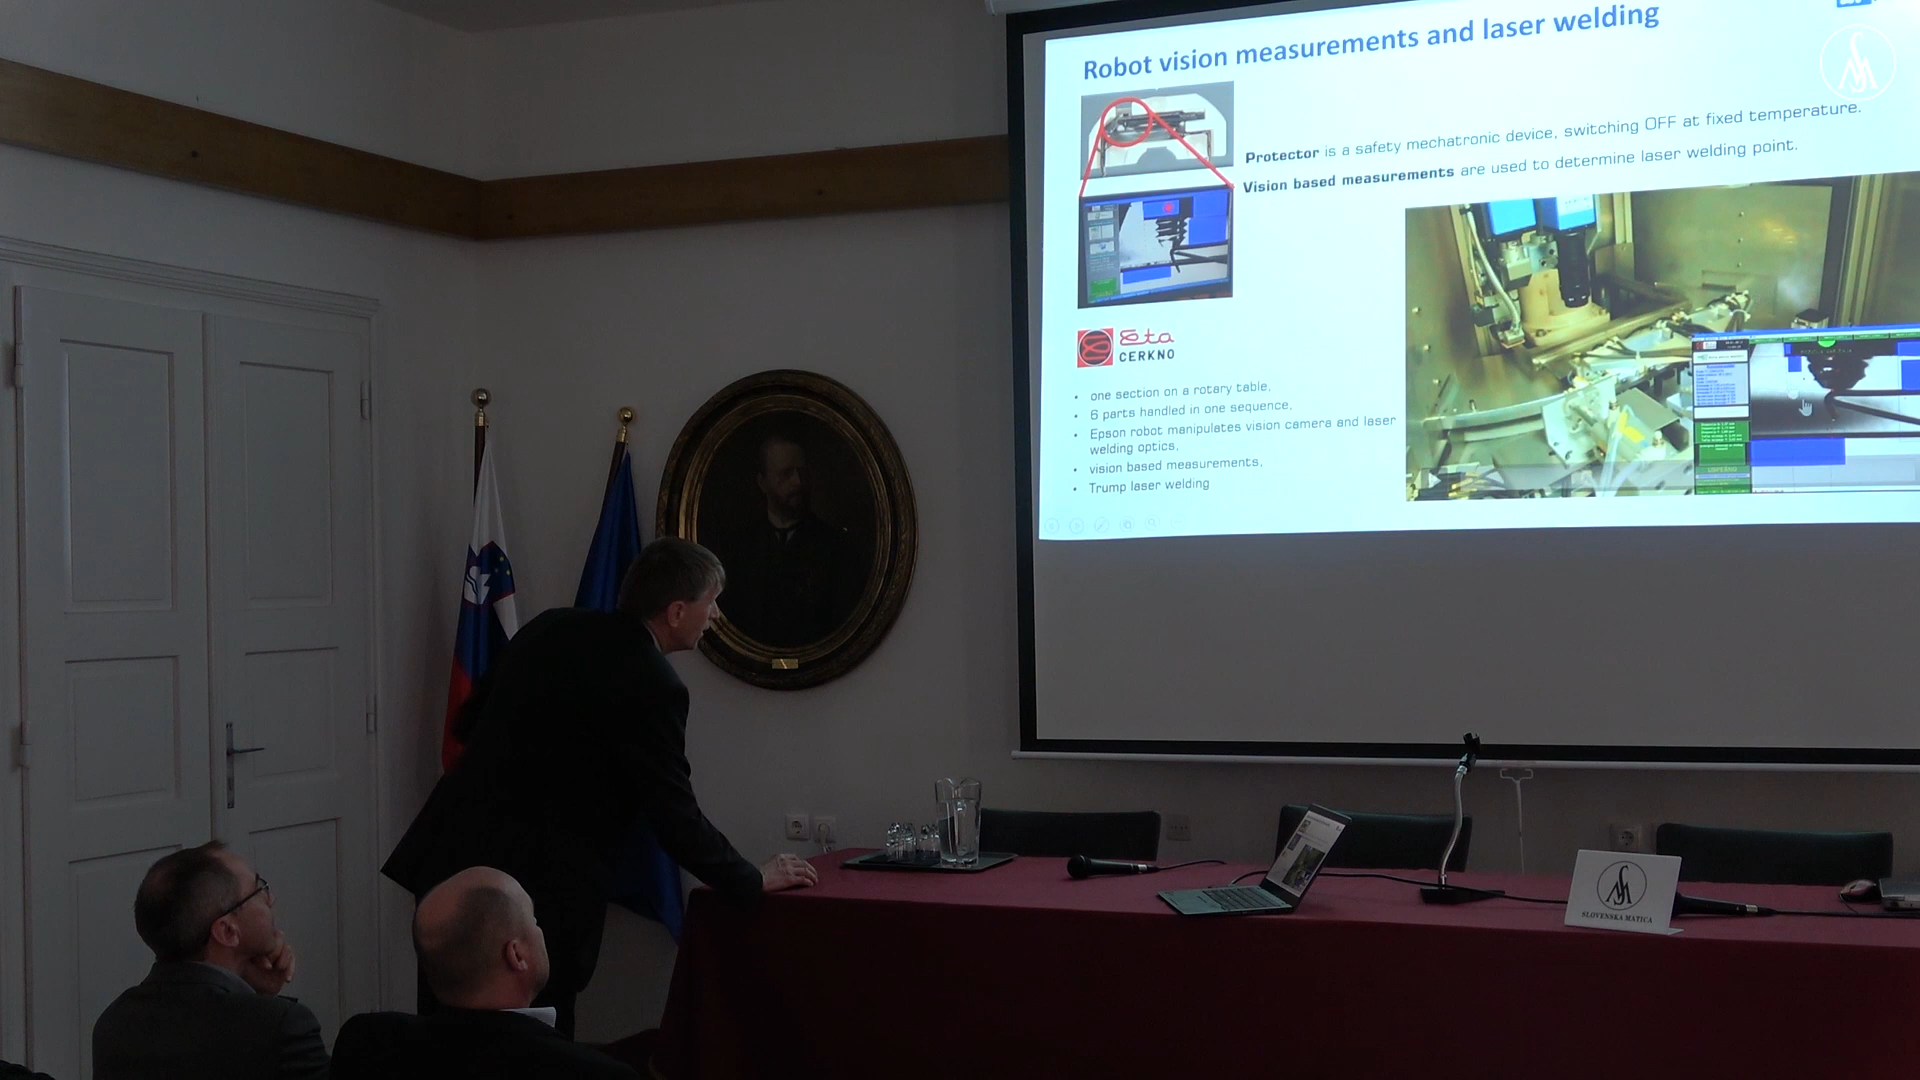 Robot vision measurements and laser welding
Protector is a safety mechatronic device, switching OFF at fixed temperature.
Vision based measurements are used to determine laser welding point.
Eta
CERKNO
• one section on a rotary table,
• 6 parts handled in one sequence,
• Epson robot manipulates vision camera and laser
welding optics,
• vision based measurements,
• Trump laser welding
SLOVENSKA MATICA